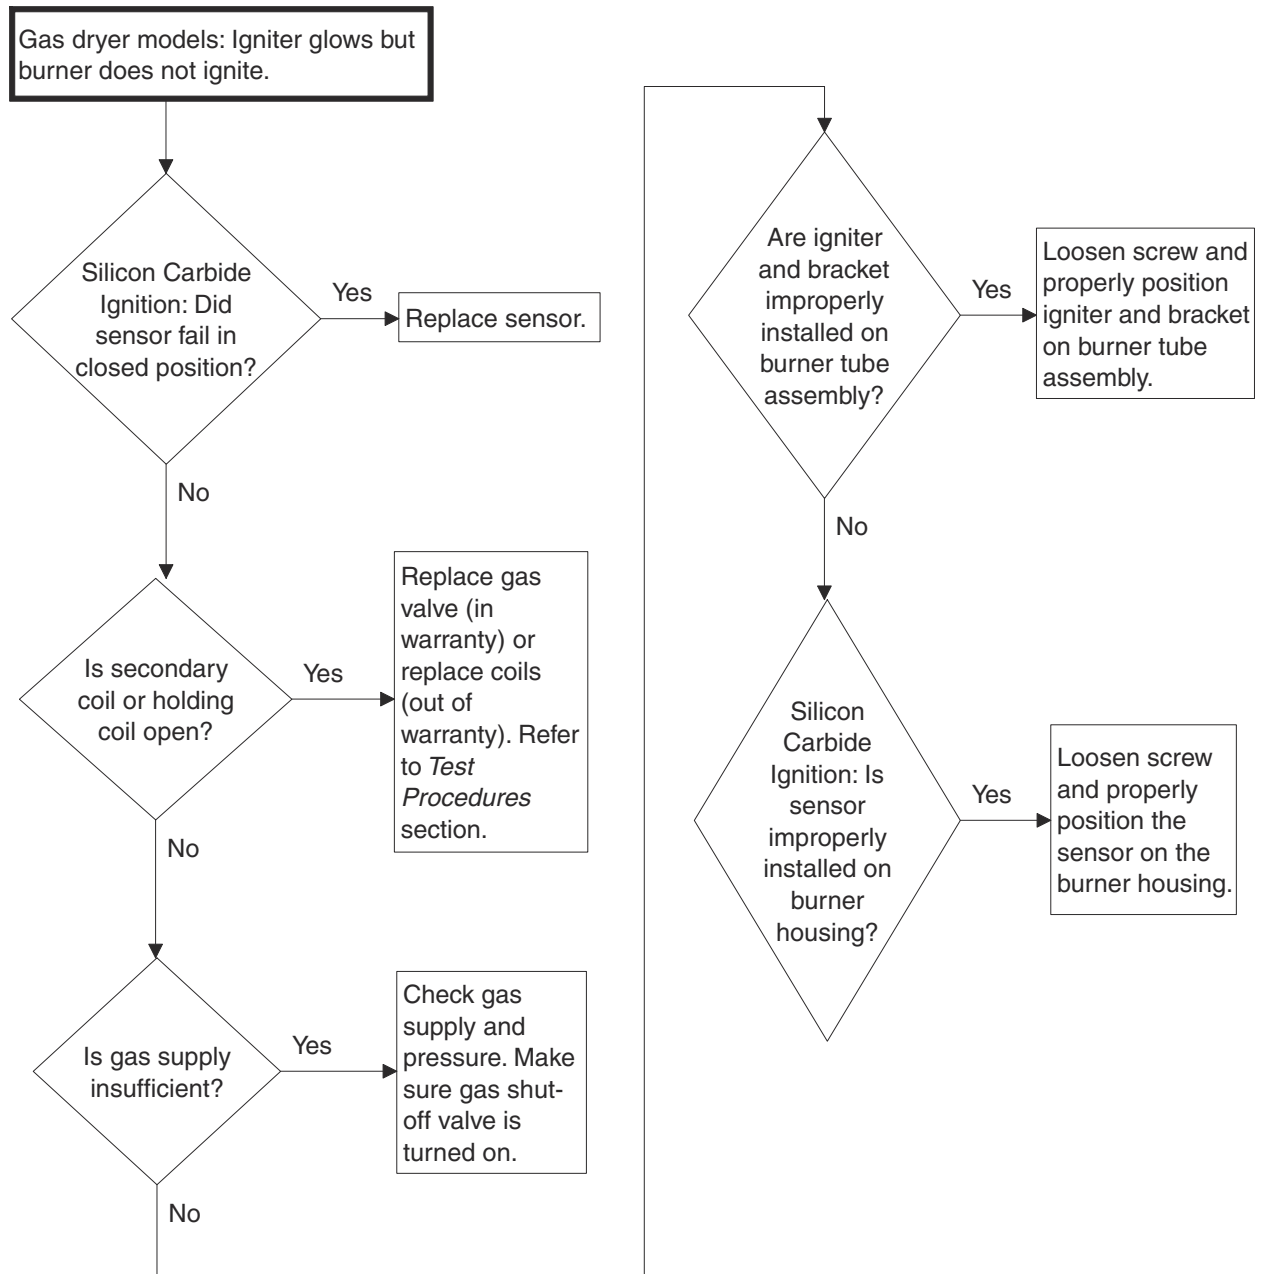 Gas dryer models: Igniter glows but
burner does not ignite.
Silicon Carbide
Ignition: Did
sensor fail in
closed position?
Yes
Replace sensor.
No
Is secondary
coil or holding
coil open?
Yes
Replace gas
valve (in
warranty) or
replace coils
(out of
warranty). Refer
to Test
Procedures
section.
No
Is gas supply
insufficient?
Yes
Check gas
supply and
pressure. Make
sure gas shut-
off valve is
turned on.
No
Are igniter
and bracket
improperly
installed on
burner tube
assembly?
Yes
Loosen screw and
properly position
igniter and bracket
on burner tube
assembly.
No
Silicon
Carbide
Ignition: Is
sensor
improperly
installed on
burner
housing?
Yes
Loosen screw
and properly
position the
sensor on the
burner housing.